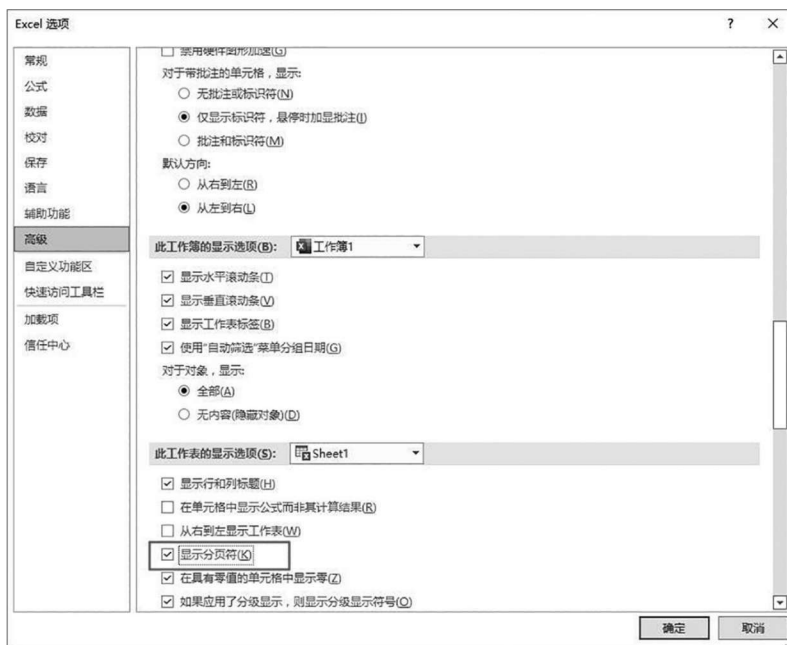 Excel 选项
?
×
常规
公式
数据
校对
保存
语言
辅助功能
高级
自定义功能区
快速访问工具栏
加载项
信任中心
禁用硬件图形加速(G)
对于带批注的单元格，显示:
无批注或标识符(N)
仅显示标识符，悬停时加显批注(I)
批注和标识符(M)
默认方向:
从右到左(R)
从左到右(L)
此工作簿的显示选项(B): 工作簿1
显示水平滚动条(T)
显示垂直滚动条(V)
显示工作表标签(B)
使用"自动筛选"菜单分组日期(G)
对于对象，显示:
全部(A)
无内容(隐藏对象)(D)
此工作表的显示选项(S): Sheet1
显示行和列标题(H)
在单元格中显示公式而非其计算结果(R)
从右到左显示工作表(W)
显示分页符(K)
在具有零值的单元格中显示零(Z)
如果应用了分级显示，则显示分级显示符号(O)
确定
取消